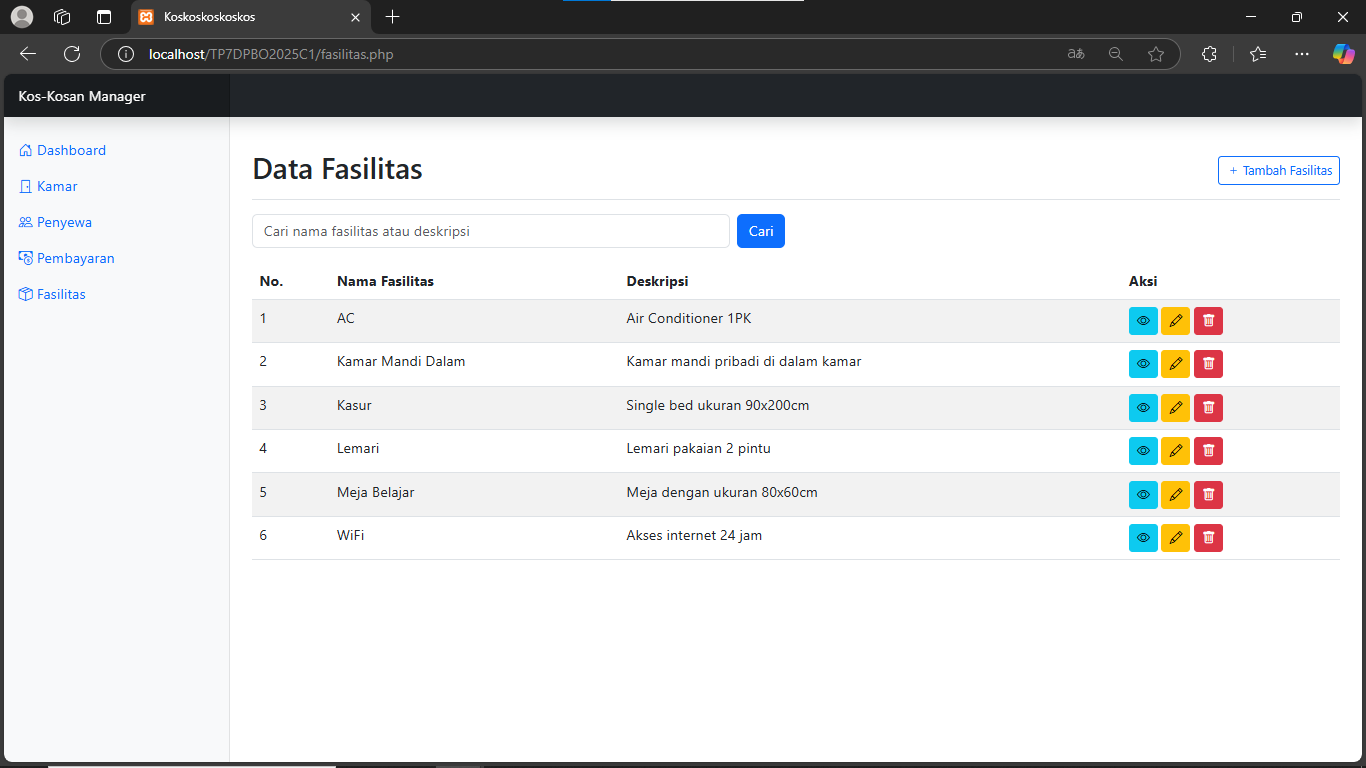 Koskoskoskoskos
localhost/TP7DPBO2025C1/fasilitas.php
Kos-Kosan Manager
Dashboard
Kamar
Penyewa
Pembayaran
Fasilitas
Data Fasilitas
+ Tambah Fasilitas
Cari nama fasilitas atau deskripsi
Cari
No. Nama Fasilitas Deskripsi Aksi
1 AC Air Conditioner 1PK
2 Kamar Mandi Dalam Kamar mandi pribadi di dalam kamar
3 Kasur Single bed ukuran 90x200cm
4 Lemari Lemari pakaian 2 pintu
5 Meja Belajar Meja dengan ukuran 80x60cm
6 WiFi Akses internet 24 jam